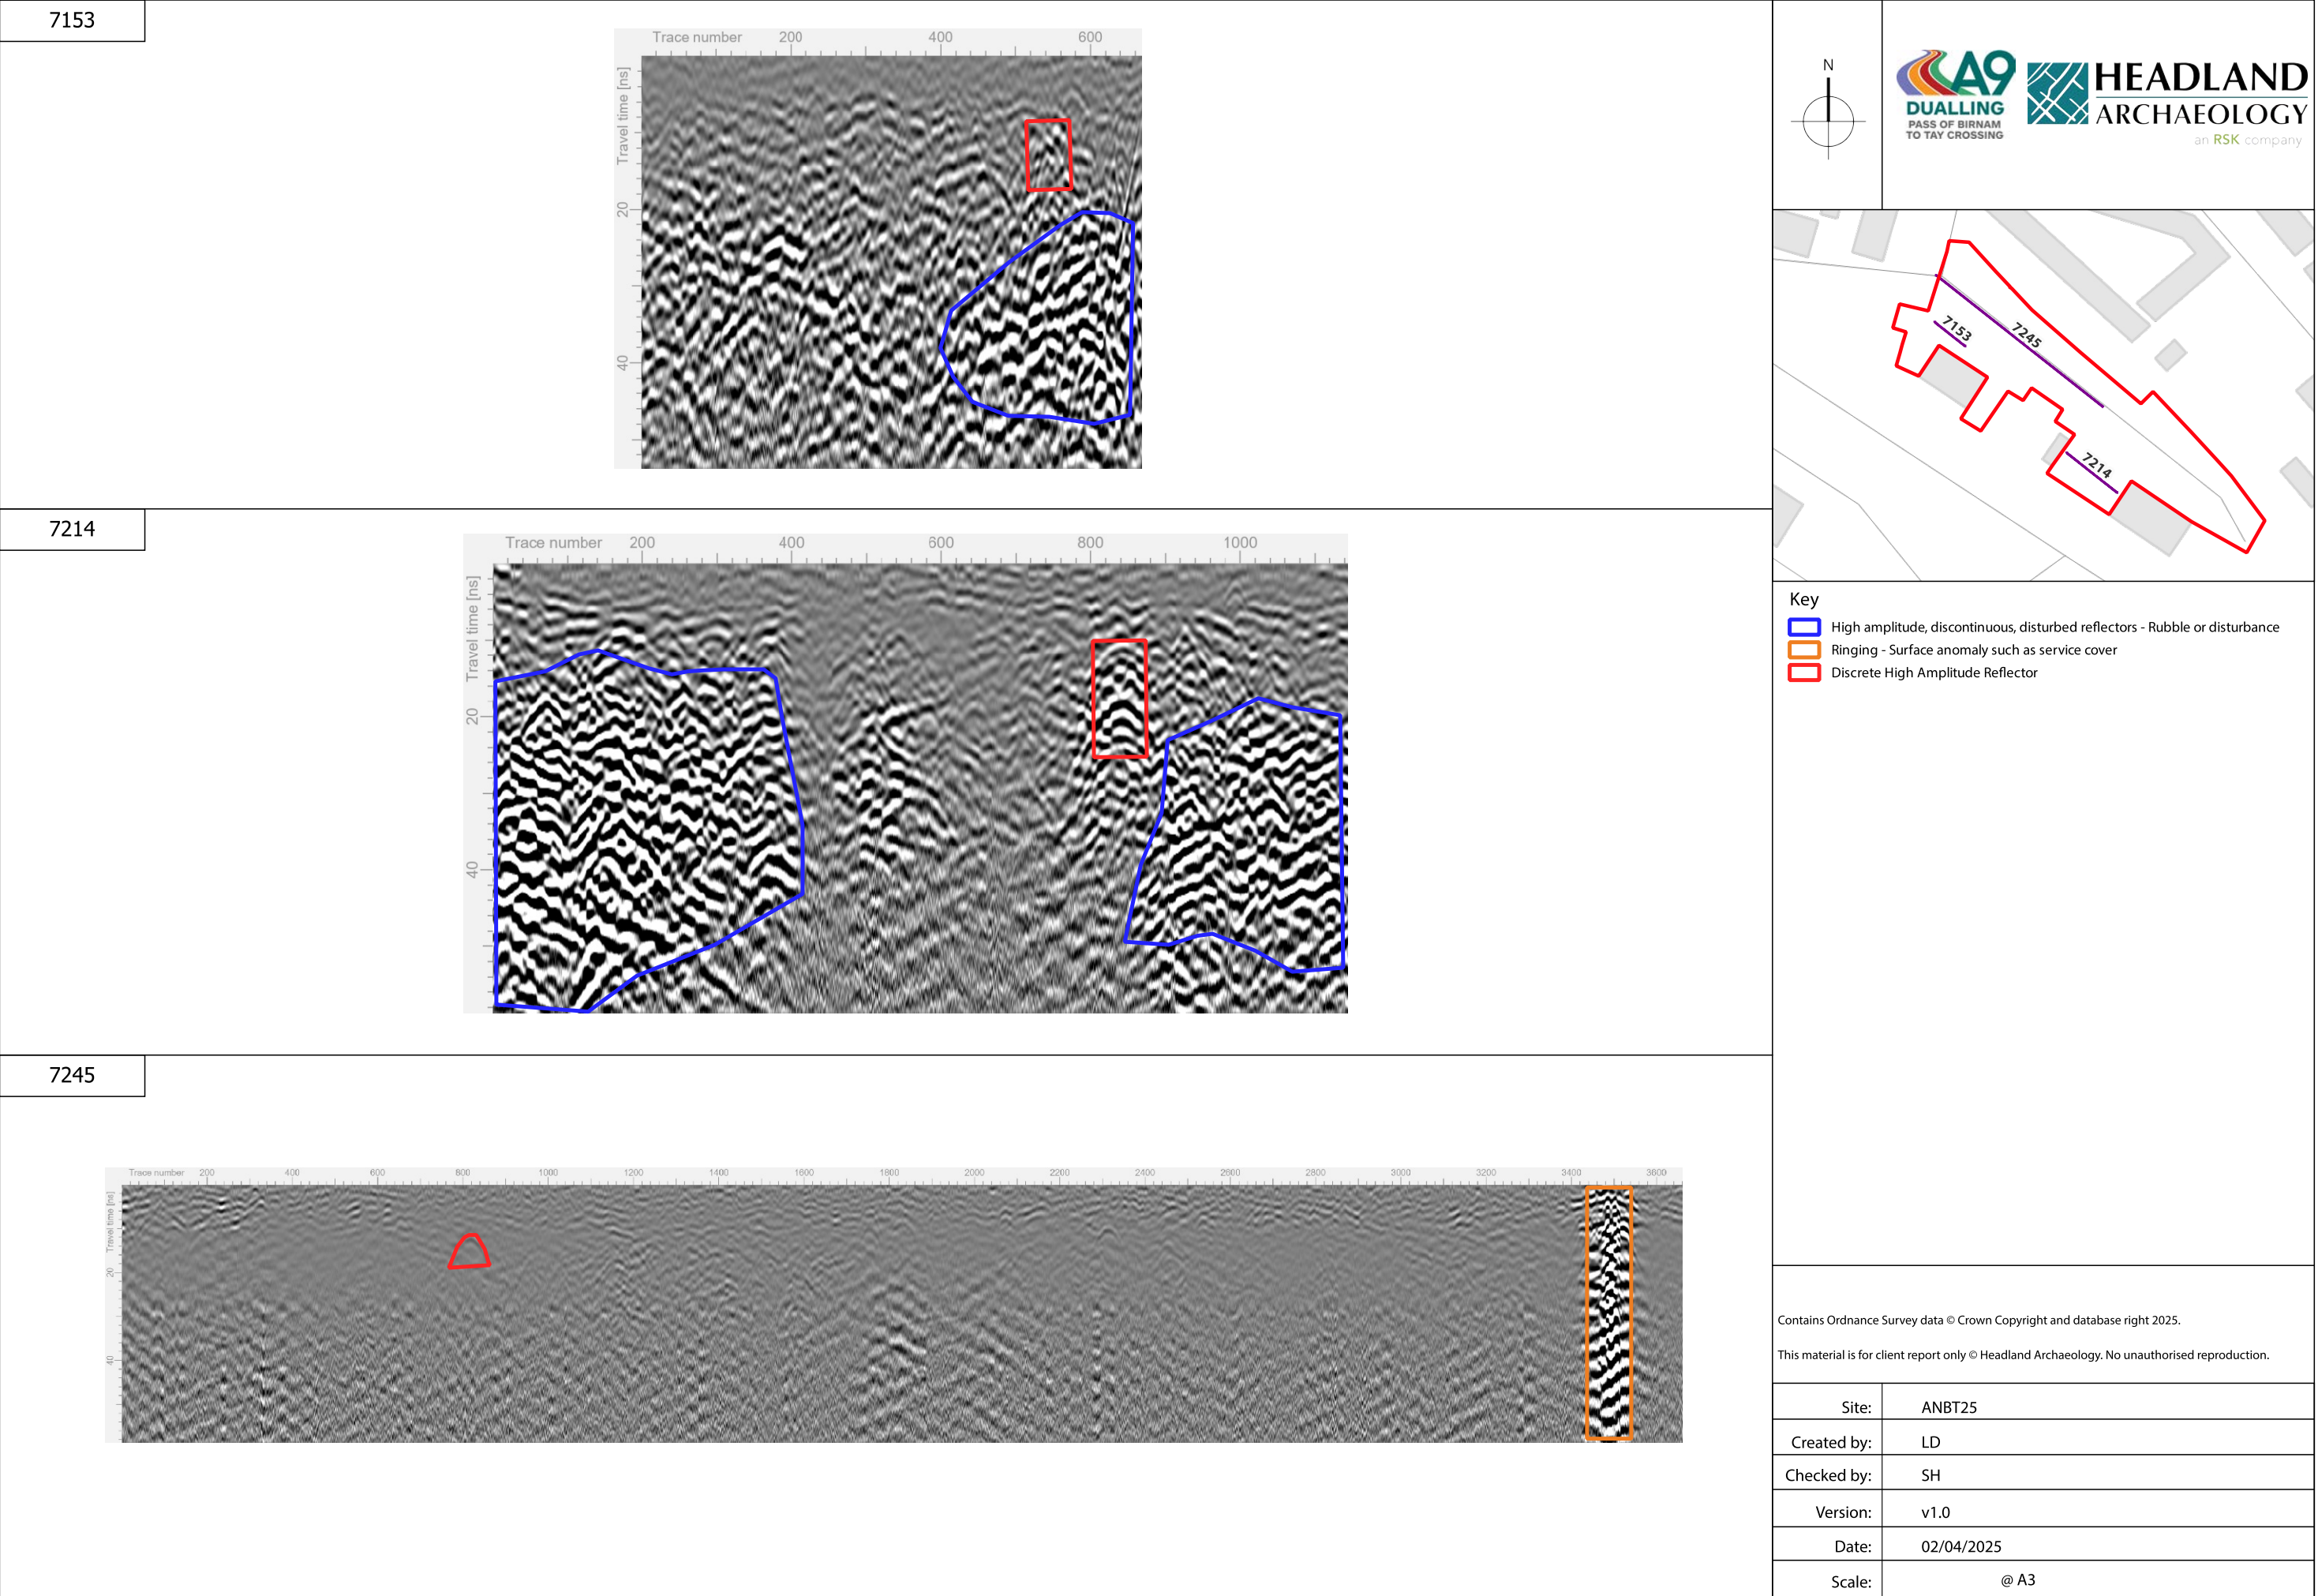 7153
Trace number 200 400 600
Travel time [ns]
20
40
7214
Trace number 200 400 600 800 1000
Travel time [ns]
20
40
7245
Trace number 200 400 600 800 1000 1200 1400 1600 1800 2000 2200 2400 2600 2800 3000 3200 3400 3600
Travel time [ns]
20
40
N
A9
DUALLING
PASS OF BIRNAM
TO TAY CROSSING
HEADLAND
ARCHAEOLOGY
an RSK company
7153
7245
7214
Key
High amplitude, discontinuous, disturbed reflectors - Rubble or disturbance
Ringing - Surface anomaly such as service cover
Discrete High Amplitude Reflector
Contains Ordnance Survey data © Crown Copyright and database right 2025.
This material is for client report only © Headland Archaeology. No unauthorised reproduction.
Site: ANBT25
Created by: LD
Checked by: SH
Version: v1.0
Date: 02/04/2025
Scale: @ A3